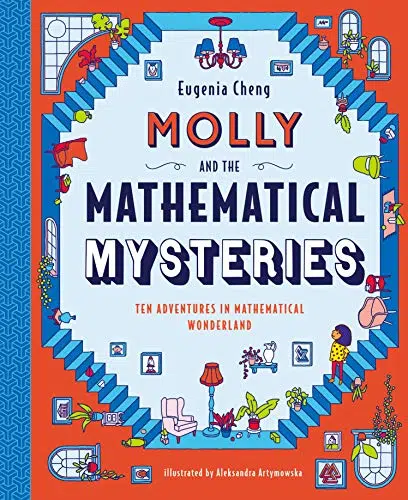 Eugenia Cheng
MOLLY
AND THE
MATHEMATICAL
MYSTERIES
TEN ADVENTURES IN MATHEMATICAL
WONDERLAND
illustrated by Aleksandra Artymowska